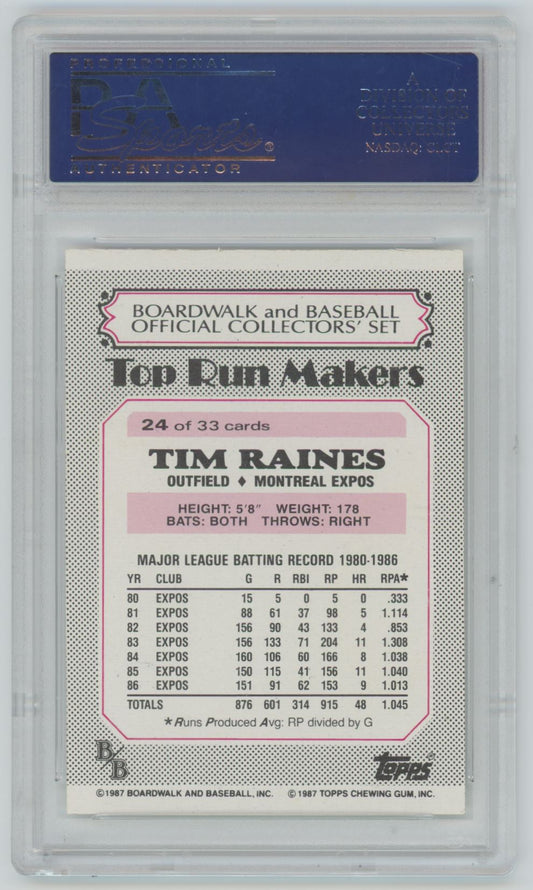 PROFESSIONAL
PSA
Sports®
AUTHENTICATOR
A
DIVISION OF
COLLECTORS
UNIVERSE
NASDAQ: CLCT
BOARDWALK and BASEBALL
OFFICIAL COLLECTORS' SET
Top Run Makers
24 of 33 cards
TIM RAINES
OUTFIELD ♦ MONTREAL EXPOS
HEIGHT: 5'8" WEIGHT: 178
BATS: BOTH THROWS: RIGHT
MAJOR LEAGUE BATTING RECORD 1980-1986
YR CLUB G R RBI RP HR RPA*
80 EXPOS 15 5 0 5 0 .333
81 EXPOS 88 61 37 98 5 1.114
82 EXPOS 156 90 43 133 4 .853
83 EXPOS 156 133 71 204 11 1.308
84 EXPOS 160 106 60 166 8 1.038
85 EXPOS 150 115 41 156 11 1.040
86 EXPOS 151 91 62 153 9 1.013
TOTALS 876 601 314 915 48 1.045
*Runs Produced Avg: RP divided by G
B/B
TOPPS®
©1987 BOARDWALK AND BASEBALL, INC. ©1987 TOPPS CHEWING GUM, INC.